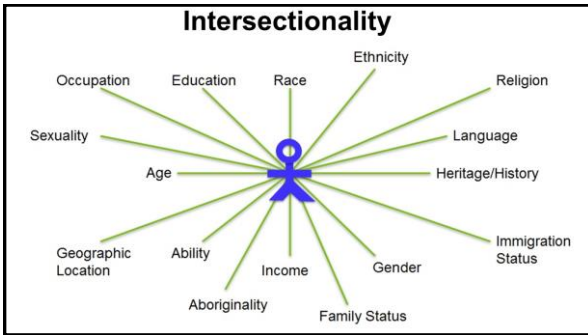 Intersectionality
Ethnicity
Occupation
Education
Race
Religion
Sexuality
Language
Age
Heritage/History
Geographic
Location
Ability
Income
Gender
Immigration
Status
Aboriginality
Family Status